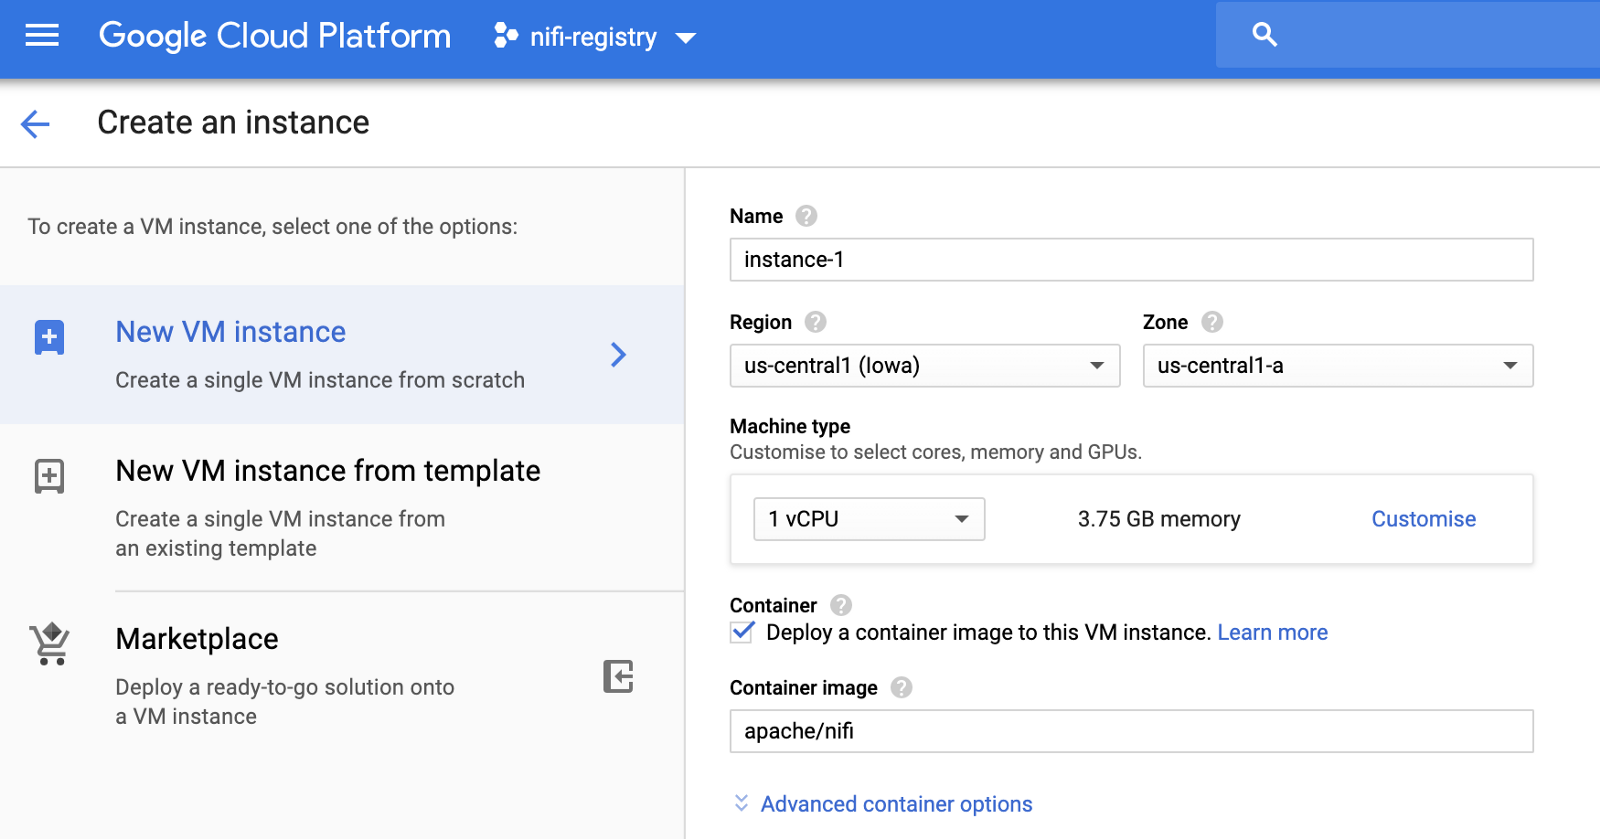 Google Cloud Platform
nifi-registry
Create an instance
To create a VM instance, select one of the options:
New VM instance
Create a single VM instance from scratch
New VM instance from template
Create a single VM instance from
an existing template
Marketplace
Deploy a ready-to-go solution onto
a VM instance
Name ?
instance-1
Region ? Zone ?
us-central1 (Iowa) us-central1-a
Machine type
Customise to select cores, memory and GPUs.
1 vCPU 3.75 GB memory Customise
Container ?
Deploy a container image to this VM instance. Learn more
Container image ?
apache/nifi
Advanced container options